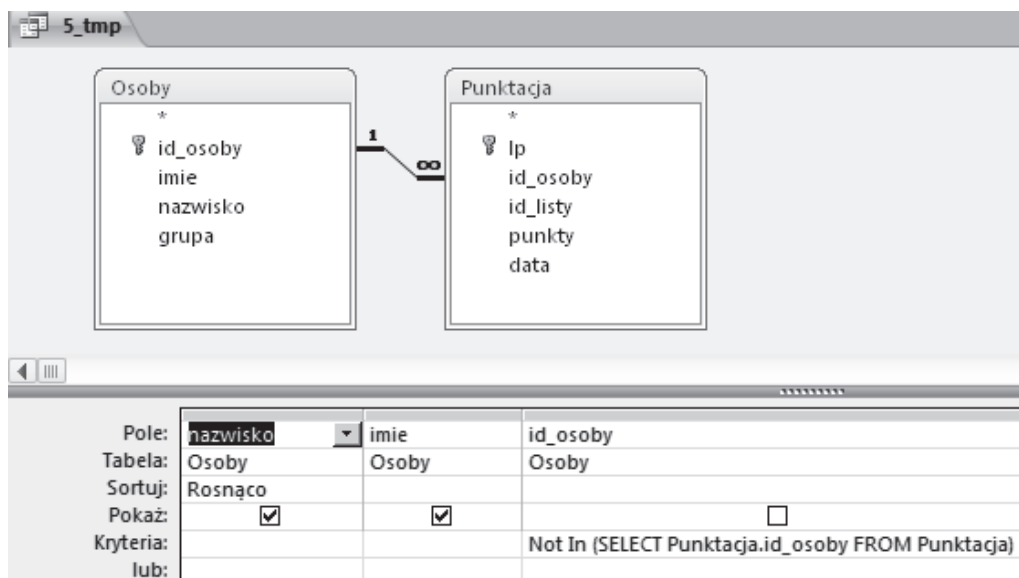 5_tmp
Osoby
*
id_osoby
imie
nazwisko
grupa
1
∞
Punktacja
*
lp
id_osoby
id_listy
punkty
data
Pole: nazwisko imie id_osoby
Tabela: Osoby Osoby Osoby
Sortuj: Rosnąco
Pokaż:
Kryteria: Not In (SELECT Punktacja.id_osoby FROM Punktacja)
lub: